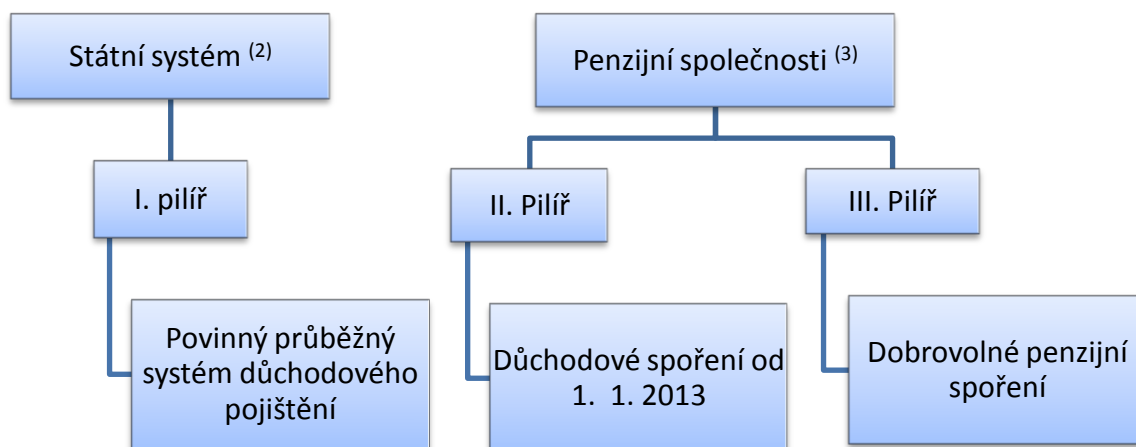 Státní systém (2)
Penzijní společnosti (3)
I. pilíř
II. Pilíř
III. Pilíř
Povinný průběžný
systém důchodového
pojištění
Důchodové spoření od
1. 1. 2013
Dobrovolné penzijní
spoření